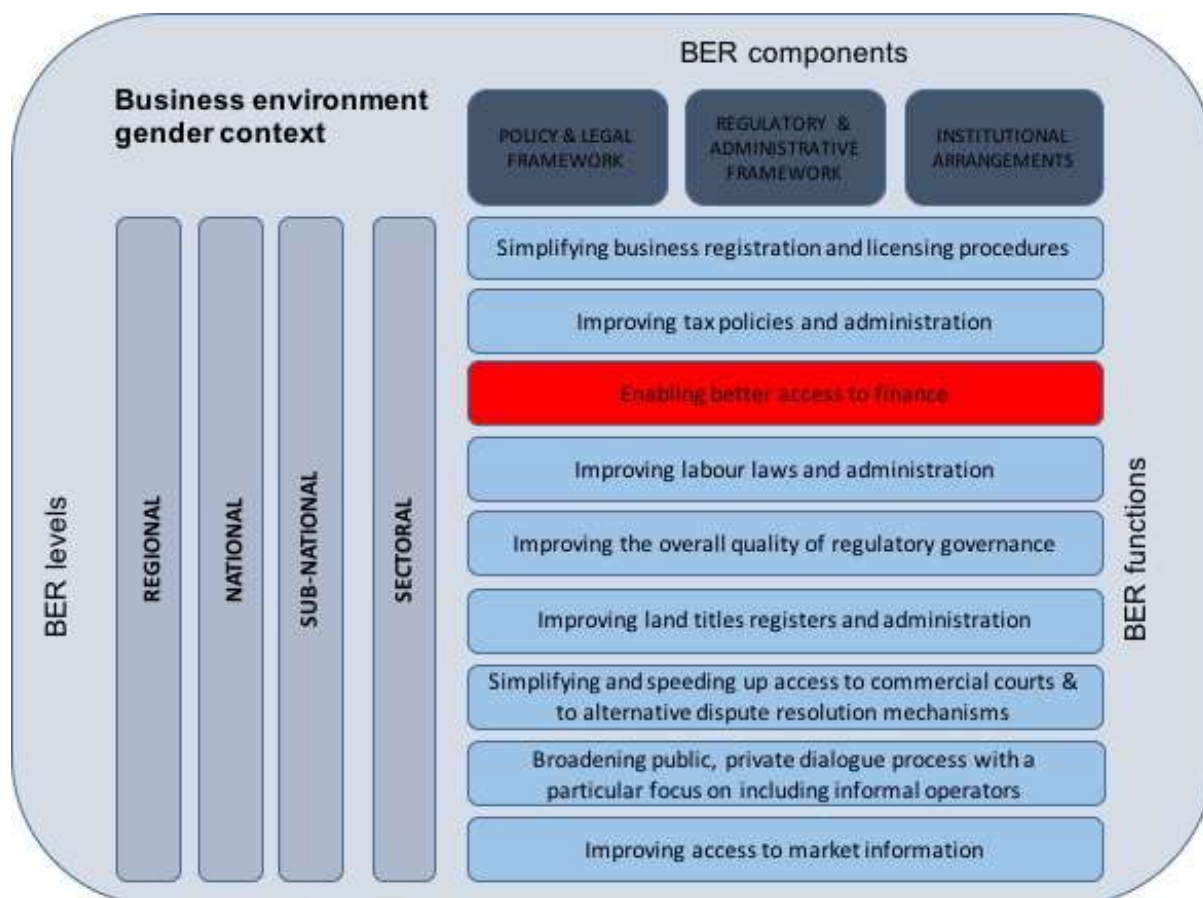 BER components
Business environment
gender context
POLICY & LEGAL
FRAMEWORK
REGULATORY &
ADMINISTRATIVE
FRAMEWORK
INSTITUTIONAL
ARRANGEMENTS
BER levels
REGIONAL
NATIONAL
SUB-NATIONAL
SECTORAL
Simplifying business registration and licensing procedures
Improving tax policies and administration
Enabling better access to finance
Improving labour laws and administration
Improving the overall quality of regulatory governance
Improving land titles registers and administration
Simplifying and speeding up access to commercial courts &
to alternative dispute resolution mechanisms
Broadening public, private dialogue process with a
particular focus on including informal operators
Improving access to market information
BER functions